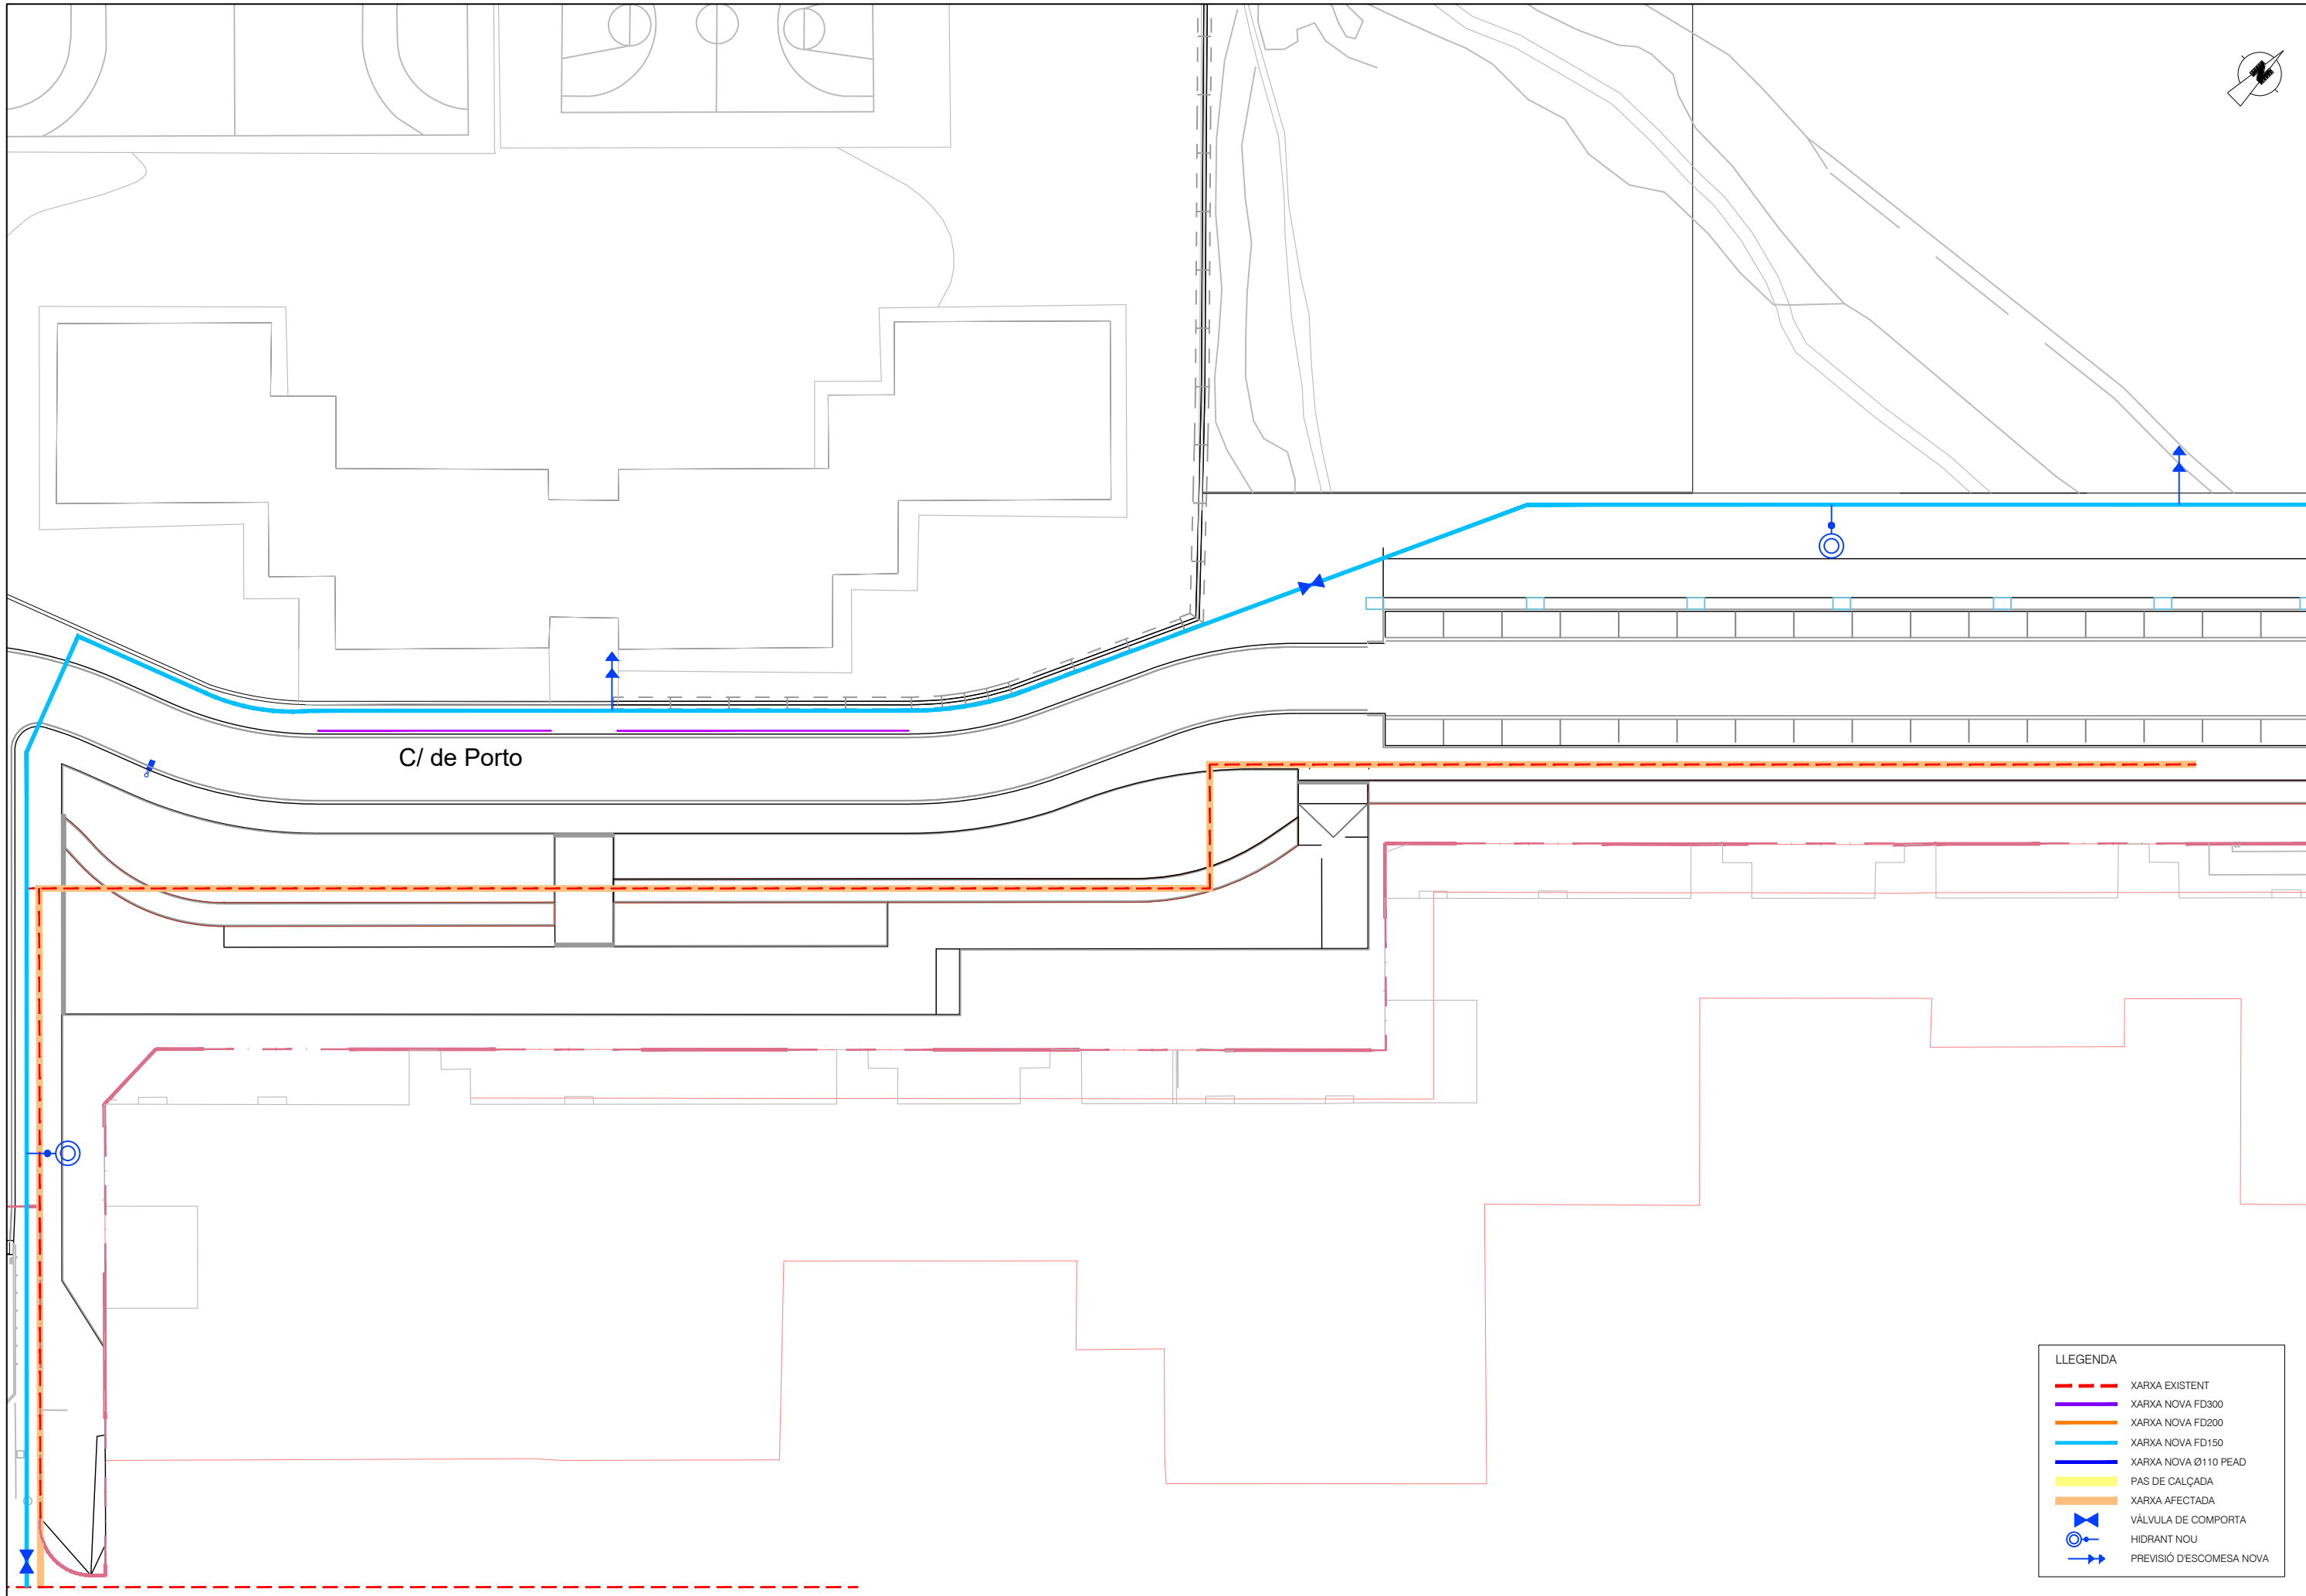 C/ de Porto
LLEGENDA
XARXA EXISTENT
XARXA NOVA FD300
XARXA NOVA FD200
XARXA NOVA FD150
XARXA NOVA Ø110 PEAD
PAS DE CALÇADA
XARXA AFECTADA
VÀLVULA DE COMPORTA
HIDRANT NOU
PREVISIÓ D'ESCOMESA NOVA